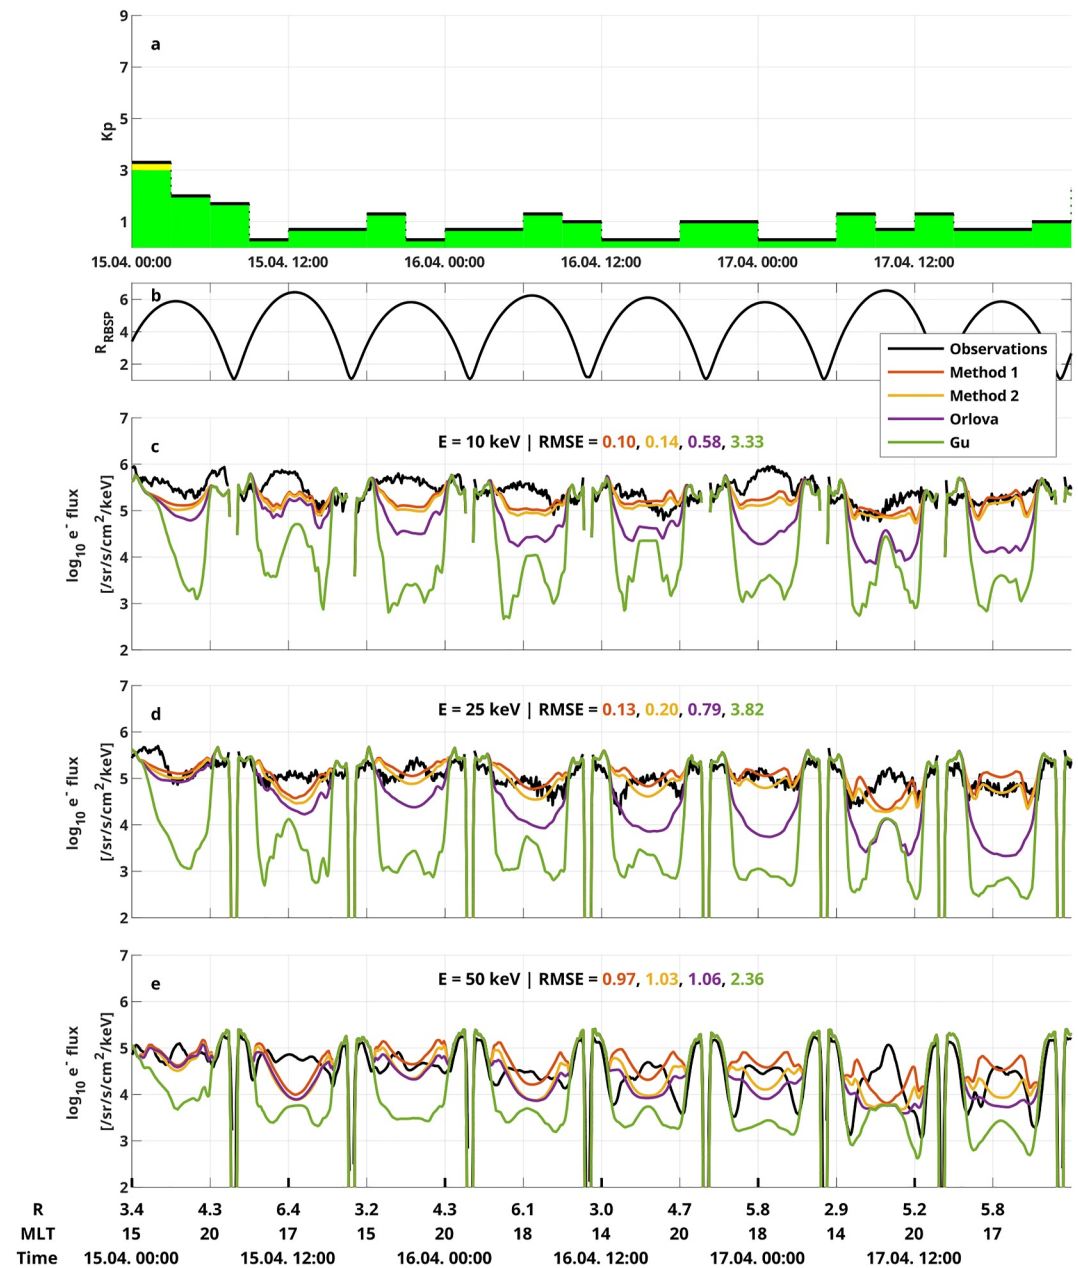 a
Kp
9
7
5
3
1
15.04. 00:00 15.04. 12:00 16.04. 00:00 16.04. 12:00 17.04. 00:00 17.04. 12:00
b
R_RBSP
6
4
2
Observations
Method 1
Method 2
Orlova
Gu
c
E = 10 keV | RMSE = 0.10, 0.14, 0.58, 3.33
log10 e- flux
[/sr/s/cm2/keV]
7
6
5
4
3
2
d
E = 25 keV | RMSE = 0.13, 0.20, 0.79, 3.82
log10 e- flux
[/sr/s/cm2/keV]
7
6
5
4
3
2
e
E = 50 keV | RMSE = 0.97, 1.03, 1.06, 2.36
log10 e- flux
[/sr/s/cm2/keV]
7
6
5
4
3
2
R 3.4 4.3 6.4 3.2 4.3 6.1 3.0 4.7 5.8 2.9 5.2 5.8
MLT 15 20 17 15 20 18 14 20 18 14 20 17
Time 15.04. 00:00 15.04. 12:00 16.04. 00:00 16.04. 12:00 17.04. 00:00 17.04. 12:00